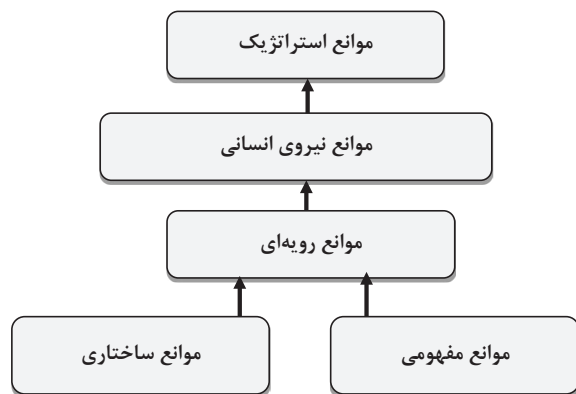 موانع استراتژیک
موانع نیروی انسانی
موانع رویه‌ای
موانع مفهومی
موانع ساختاری